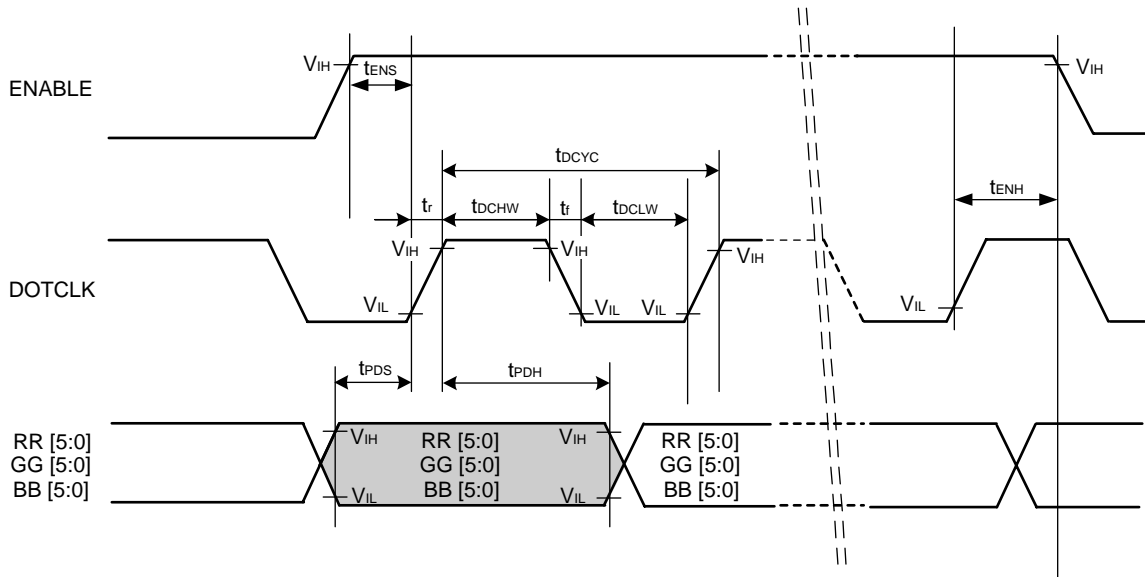 VIH
tENS
VIH
ENABLE
tDCYC
tENH
tr
tDCHW
tf
tDCLW
VIH
VIH
VIH
DOTCLK
VIL
VIL
VIL
VIL
tPDS
tPDH
RR [5:0]
GG [5:0]
BB [5:0]
VIH
VIL
RR [5:0]
GG [5:0]
BB [5:0]
VIH
VIL
RR [5:0]
GG [5:0]
BB [5:0]